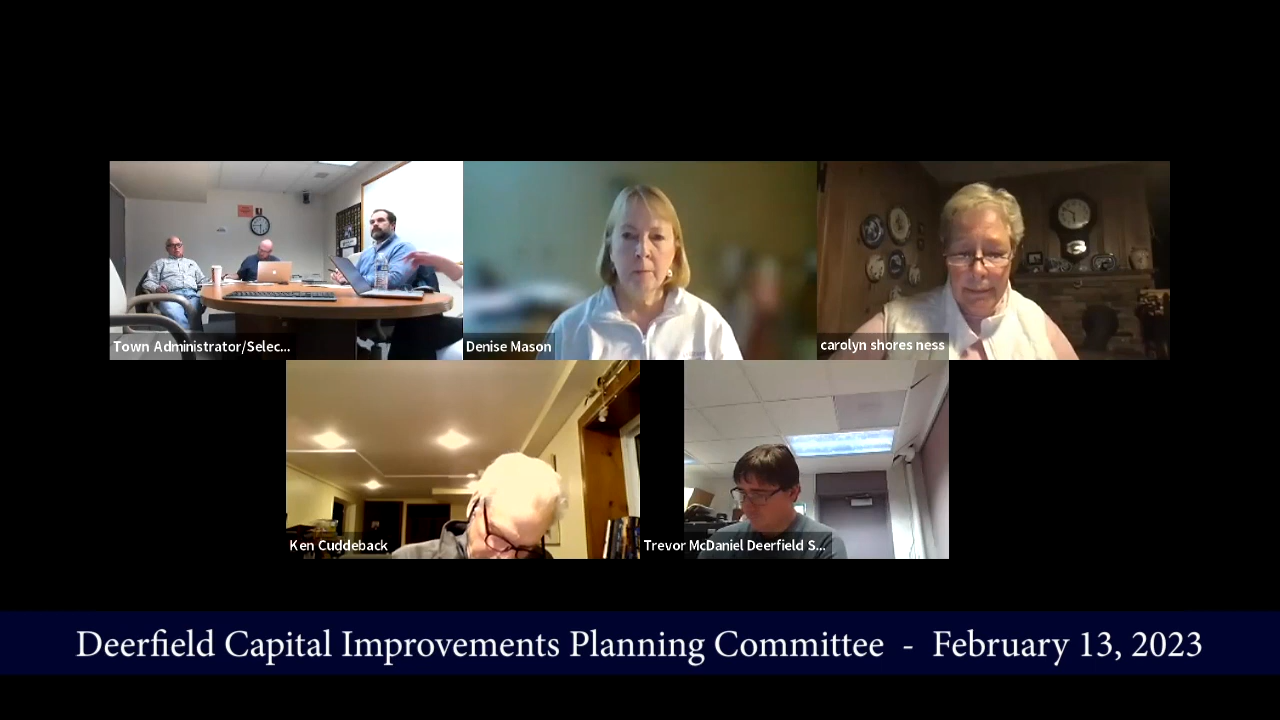 Town Administrator/Selec...
Denise Mason
carolyn shores ness
Ken Cuddeback
Trevor McDaniel Deerfield S...
Deerfield Capital Improvements Planning Committee - February 13, 2023